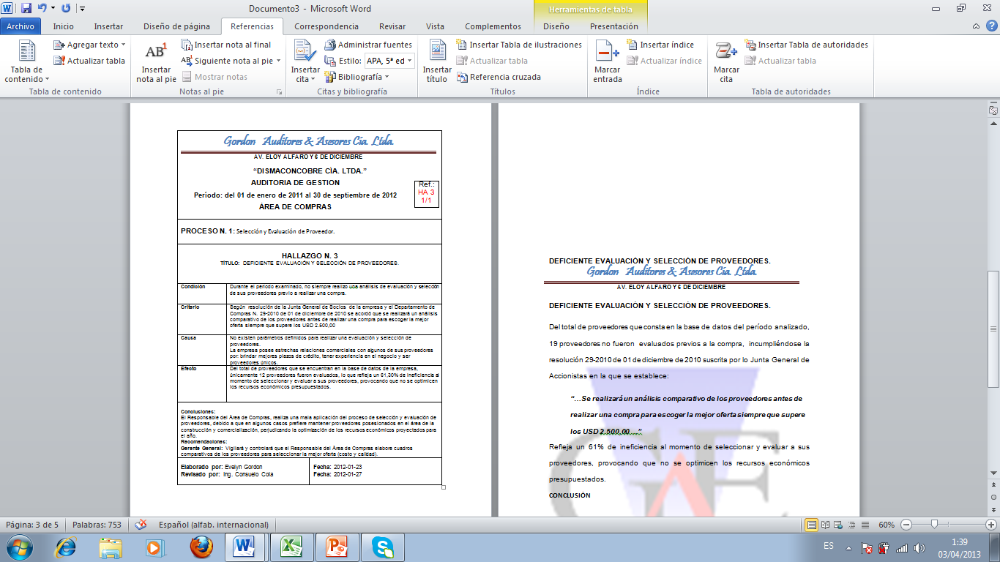 Documento3 - Microsoft Word
Herramientas de tabla
Archivo Inicio Insertar Diseño de página Referencias Correspondencia Revisar Vista Complementos Diseño Presentación
Tabla de contenido
Agregar texto
Actualizar tabla
Tabla de contenido
AB1
Insertar nota al pie
Insertar nota al final
Siguiente nota al pie
Mostrar notas
Notas al pie
Insertar cita
Administrar fuentes
Estilo: APA, 5ª ed
Bibliografía
Citas y bibliografía
Insertar título
Insertar Tabla de ilustraciones
Actualizar tabla
Referencia cruzada
Títulos
Marcar entrada
Insertar índice
Actualizar índice
Índice
Marcar cita
Insertar Tabla de autoridades
Actualizar tabla
Tabla de autoridades
Gordon Auditores & Asesores Cía. Ltda.
AV. ELOY ALFARO Y 6 DE DICIEMBRE
“DISMACONCOBRE CÍA. LTDA.”
AUDITORIA DE GESTION
Período: del 01 de enero de 2011 al 30 de septiembre de 2012
ÁREA DE COMPRAS
Ref.:
HA 3
1/1
PROCESO N. 1: Selección y Evaluación de Proveedor.
HALLAZGO N. 3
TÍTULO: DEFICIENTE EVALUACIÓN Y SELECCIÓN DE PROVEEDORES.
Condición
Durante el período examinado, no siempre realizo uoa análisis de evaluación y selección
de sus proveedores previo a realizar una compra.
Criterio
Según resolución de la Junta General de Socios de la empresa y el Departamento de
Compras N. 29-2010 de 01 de diciembre de 2010 se acordó que se realizará un análisis
comparativo de los proveedores antes de realizar una compra para escoger la mejor
oferta siempre que supere los USD 2.500,00
Causa
No existen parámetros definidos para realizar una evaluación y selección de
proveedores.
La empresa posee estrechas relaciones comerciales con algunos de sus proveedores
por: brindar mejores plazos de crédito, tener experiencia en el negocio y ser
proveedores únicos.
Efecto
Del total de proveedores que se encuentran en la base de datos de la empresa,
únicamente 12 proveedores fueron evaluados, lo que refleja un 61,30% de ineficiencia al
momento de seleccionar y evaluar a sus proveedores, provocando que no se optimicen
los recursos económicos presupuestados.
Conclusiones:
El Responsable del Área de Compras, realiza una mala aplicación del proceso de selección y evaluación de
proveedores, debido a que en algunos casos prefiere mantener proveedores posesionados en el área de la
construcción y comercialización, perjudicando la optimización de los recursos económicos proyectados para
el año.
Recomendaciones:
Gerente General: Vigilará y controlará que el Responsable del Área de Compras elabore cuadros
comparativos de los proveedores para seleccionar la mejor oferta (costo y calidad).
Elaborado por: Evelyn Gordon
Revisado por: Ing. Consuelo Cola
Fecha: 2012-01-23
Fecha: 2012-01-27
DEFICIENTE EVALUACIÓN Y SELECCIÓN DE PROVEEDORES.
Gordon Auditores & Asesores Cía. Ltda.
AV. ELOY ALFARO Y 6 DE DICIEMBRE
DEFICIENTE EVALUACIÓN Y SELECCIÓN DE PROVEEDORES.
Del total de proveedores que consta en la base de datos del período analizado,
19 proveedores no fueron evaluados previos a la compra, incumpliéndose la
resolución 29-2010 de 01 de diciembre de 2010 suscrita por lo Junta General de
Accionistas en la que se establece:
“…Se realizará un análisis comparativo de los proveedores antes de
realizar una compra para escoger la mejor oferta siempre que supere
los USD 2.500,00….”
Refleja un 61% de ineficiencia al momento de seleccionar y evaluar a sus
proveedores, provocando que no se optimicen los recursos económicos
presupuestados.
CONCLUSIÓN
Página: 3 de 5 Palabras: 753 Español (alfab. internacional) 60%
ES 1:39
03/04/2013